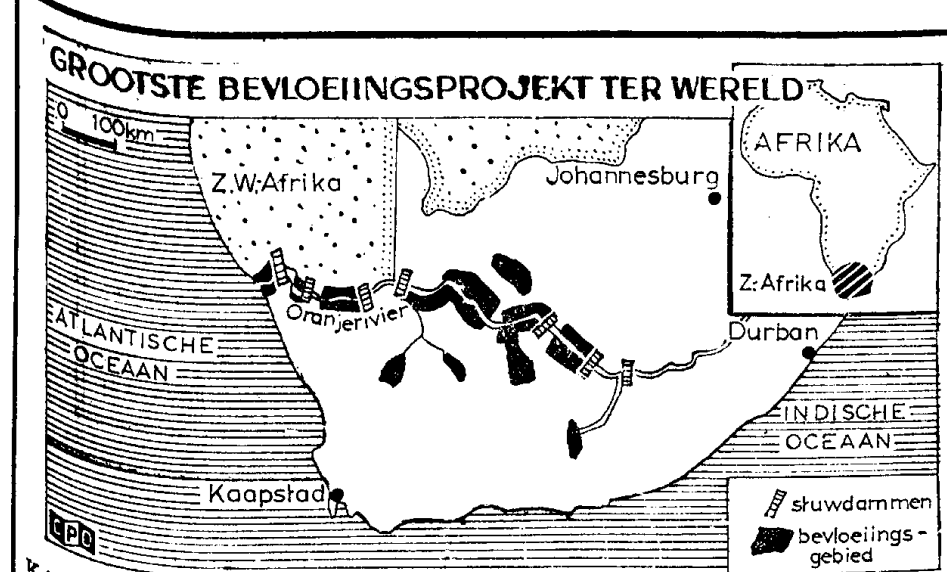 GROOTSTE BEVLOEIINGSPROJEKT TER WERELD
0 100km
AFRIKA
Z.W.-Afrika
Johannesburg
Z.-Afrika
Oranjerivier
Durban
ATLANTISCHE
OCEAAN
INDISCHE
OCEAAN
Kaapstad
stuwdammen
bevloeiings-
gebied
CPD